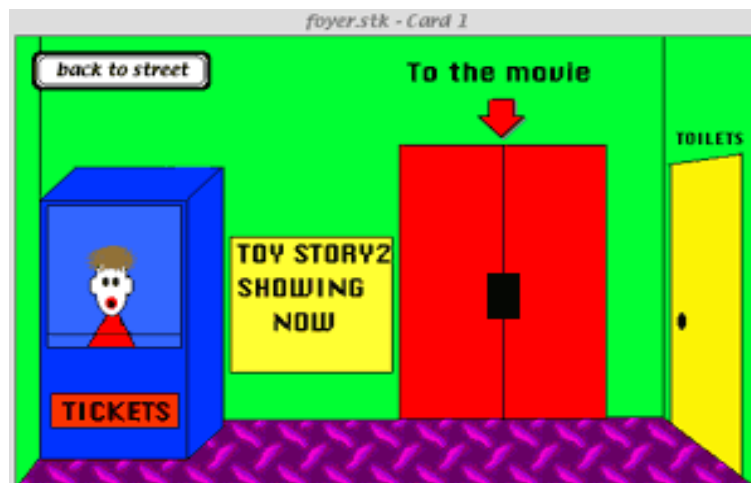 foyer.stk - Card 1
back to street
To the movie
TOILETS
TOY STORY2
SHOWING
NOW
TICKETS